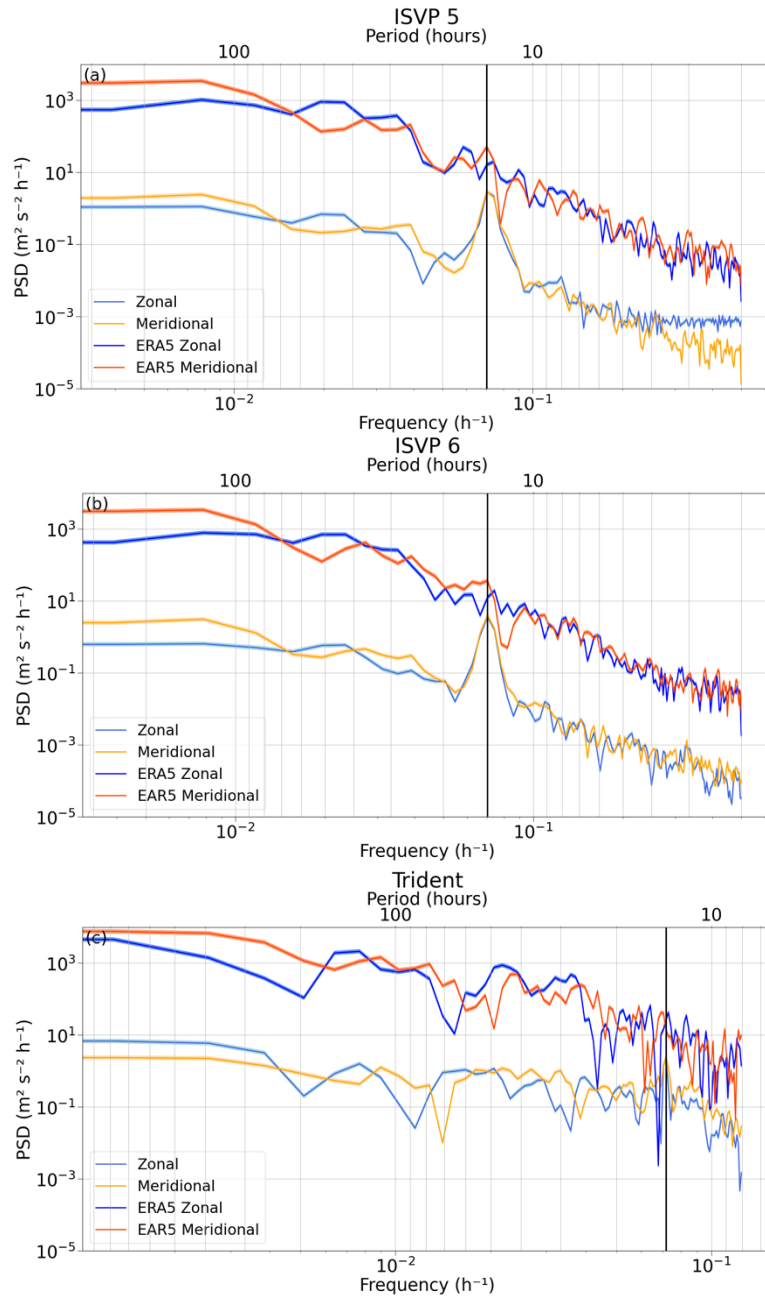 ISVP 5
Period (hours)
100 10
(a)
10³
10¹
10⁻¹
10⁻³
10⁻⁵
PSD (m² s⁻² h⁻¹)
Zonal
Meridional
ERA5 Zonal
EAR5 Meridional
10⁻² 10⁻¹
Frequency (h⁻¹)
ISVP 6
Period (hours)
100 10
(b)
10³
10¹
10⁻¹
10⁻³
10⁻⁵
PSD (m² s⁻² h⁻¹)
Zonal
Meridional
ERA5 Zonal
EAR5 Meridional
10⁻² 10⁻¹
Frequency (h⁻¹)
Trident
Period (hours)
100 10
(c)
10³
10¹
10⁻¹
10⁻³
10⁻⁵
PSD (m² s⁻² h⁻¹)
Zonal
Meridional
ERA5 Zonal
EAR5 Meridional
10⁻² 10⁻¹
Frequency (h⁻¹)